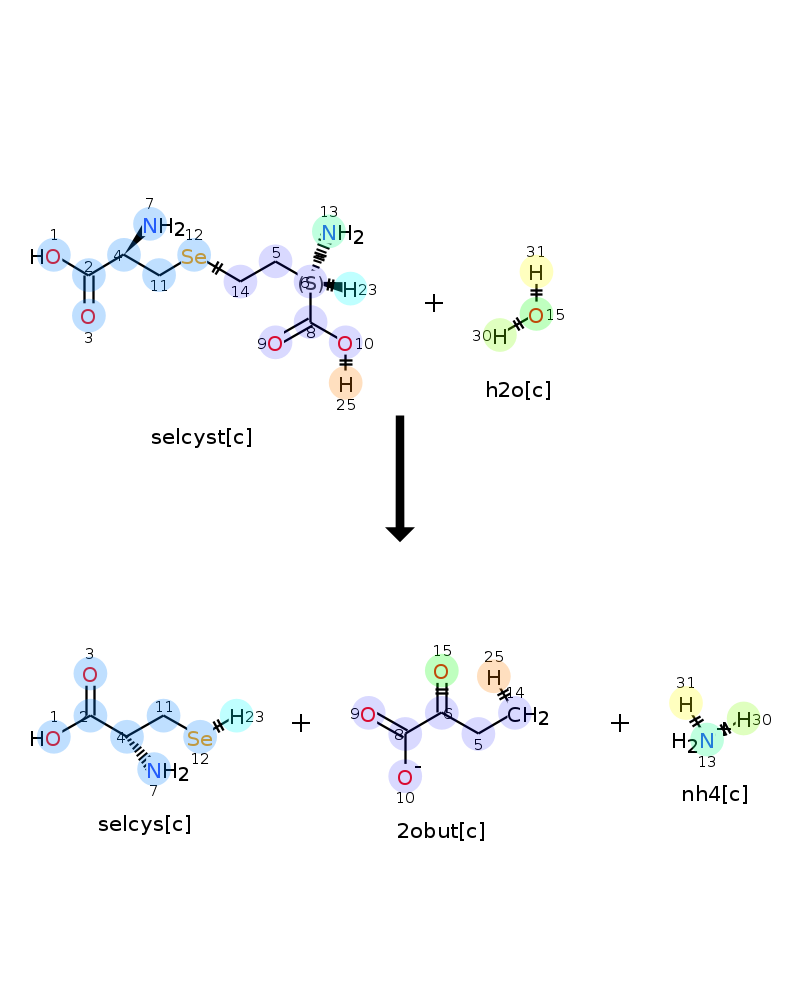 7
NH2
13
NH2
1
HO
2
4
12
Se
5
(S)
6
H23
11
14
O
3
9O
8
O10
H
25
selcyst[c]
+
31
H
O15
30H
h2o[c]
3
O
1
HO
2
4
11
Se
12
H23
NH2
7
selcys[c]
+
15
O
25
H
14
CH2
9O
8
6
5
O-
10
2obut[c]
+
31
H
H30
H2N
13
nh4[c]